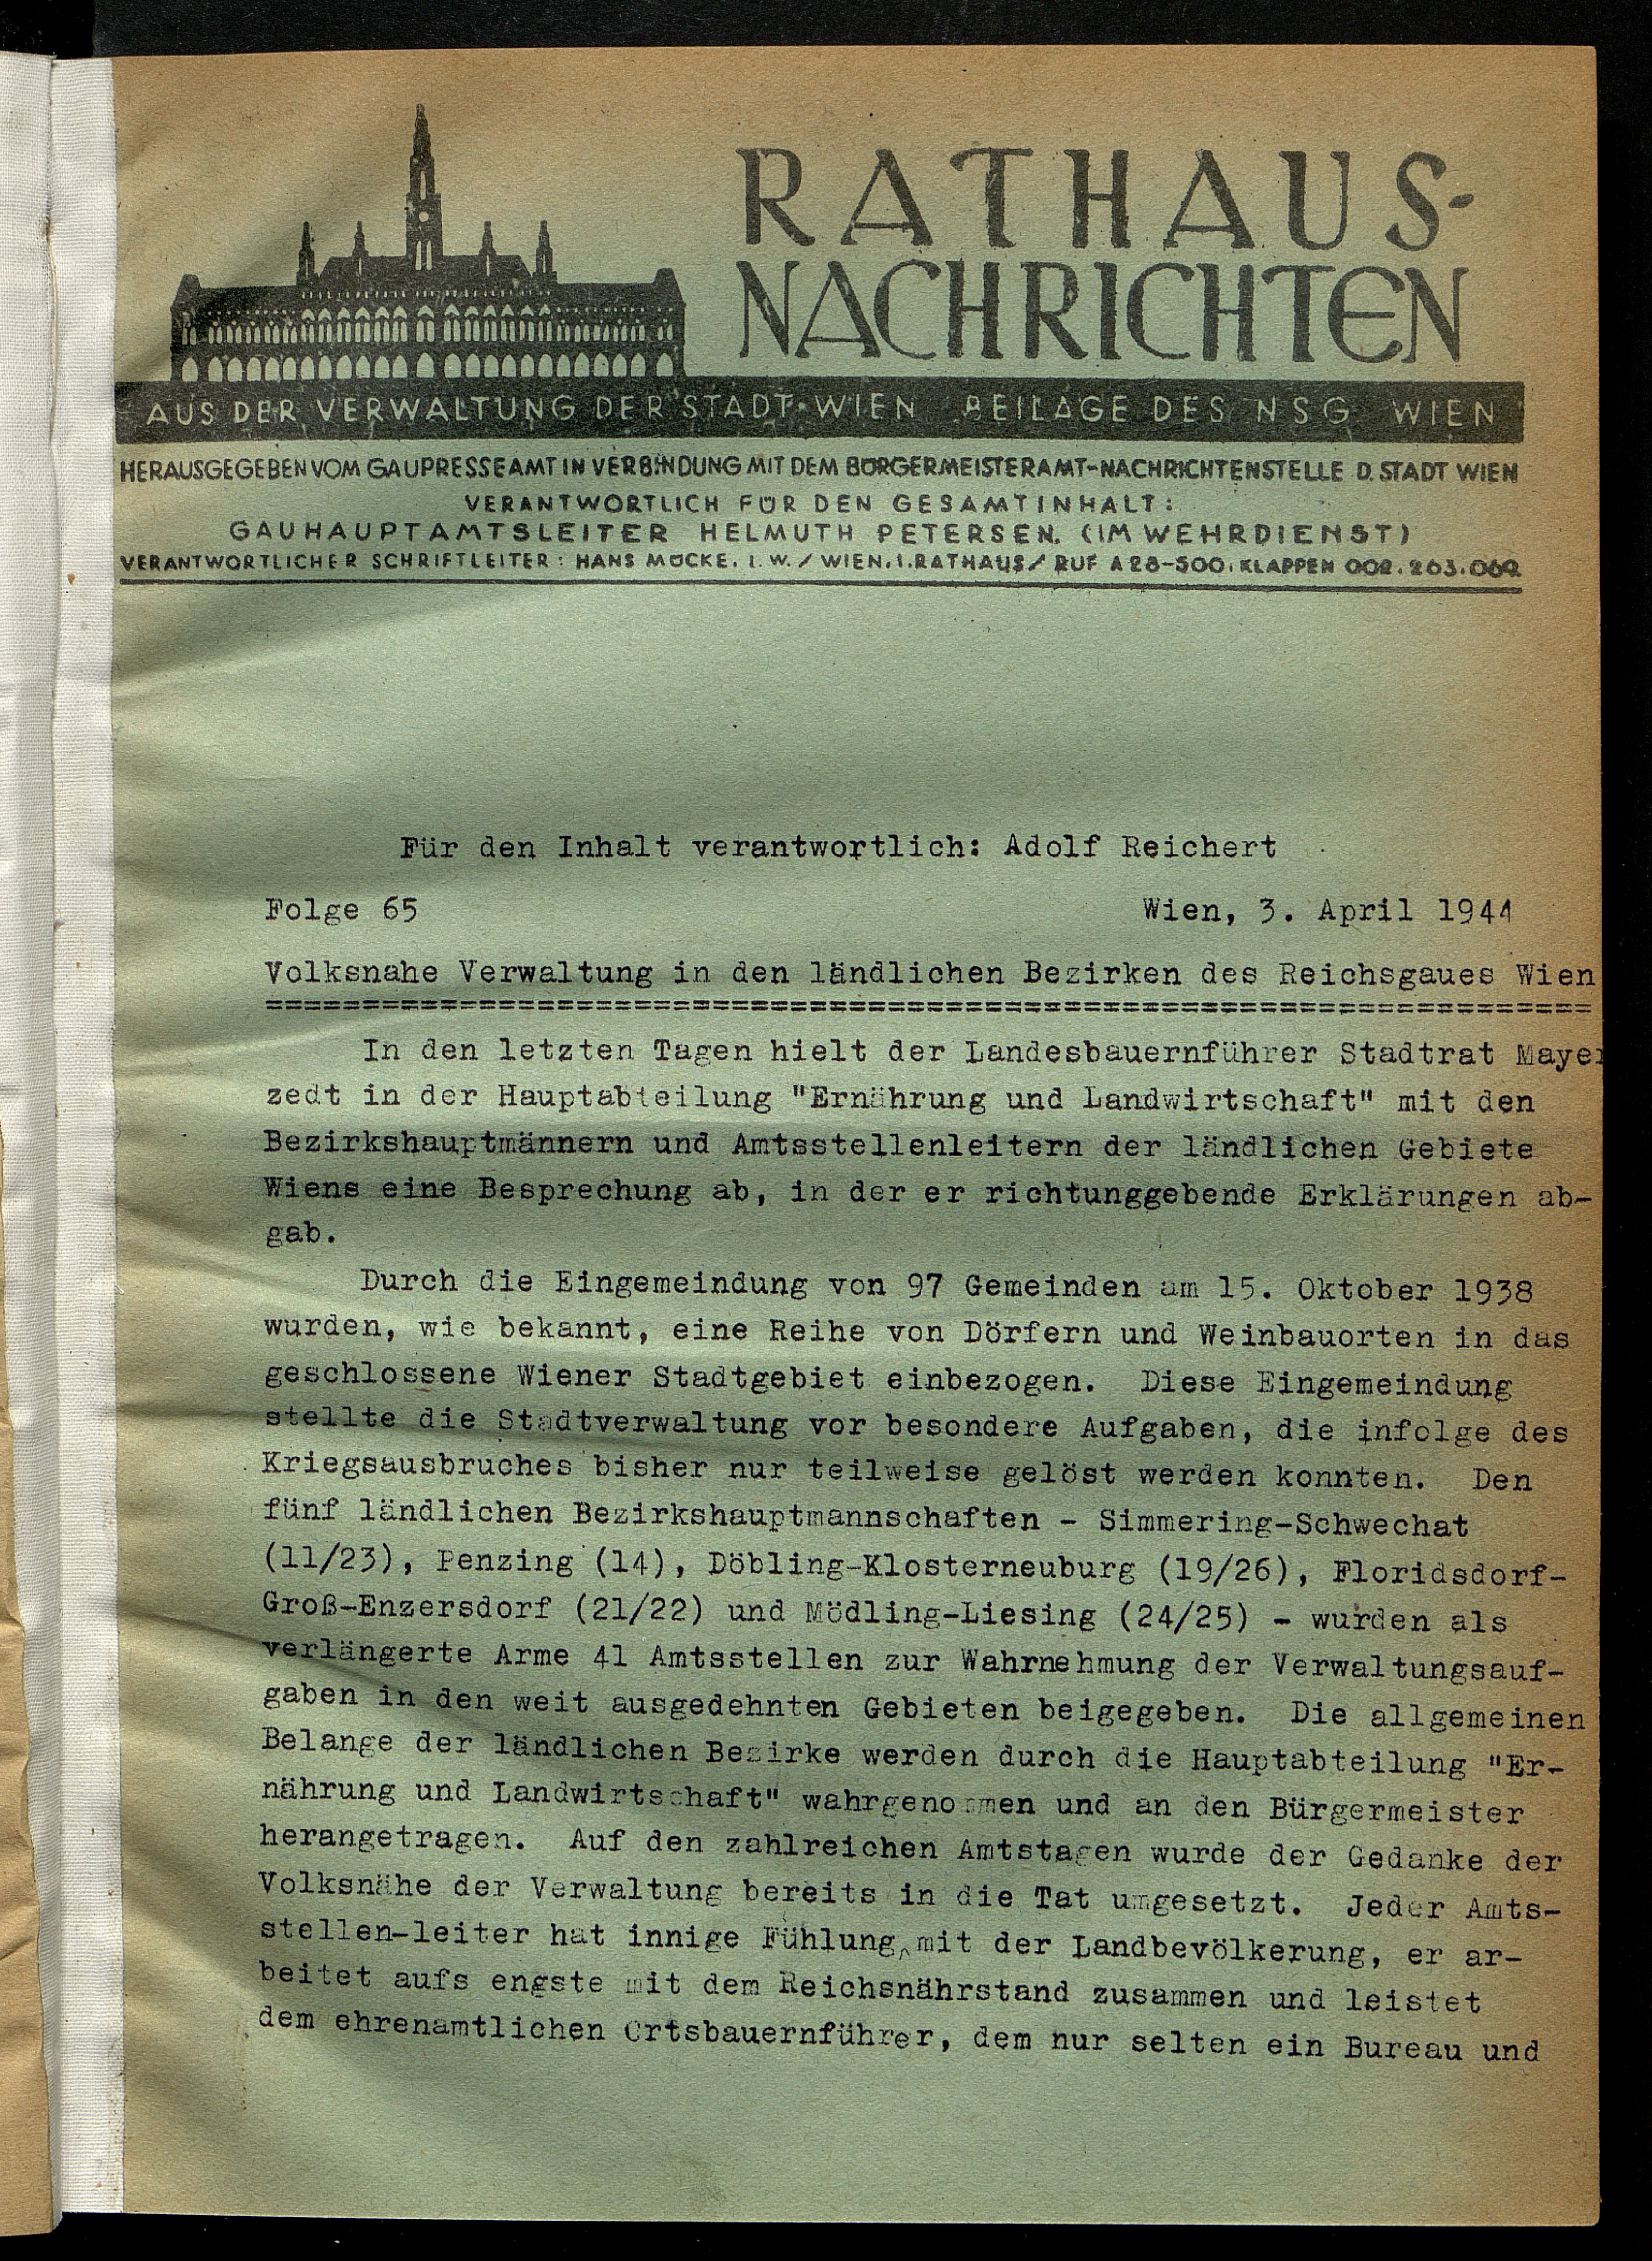 RATHAUS-
NACHRICHTEN
AUS DER VERWALTUNG DER STADT WIEN BEILAGE DES NSG WIEN
HERAUSGEGEBEN VOM GAUPRESSEAMT IN VERBINDUNG MIT DEM BÜRGERMEISTERAMT-NACHRICHTENSTELLE D. STADT WIEN
VERANTWORTLICH FÜR DEN GESAMTINHALT:
GAUHAUPTAMTSLEITER HELMUTH PETERSEN. (IM WEHRDIENST)
VERANTWORTLICHER SCHRIFTLEITER: HANS MÜCKE. I. W. / WIEN. I. RATHAUS / RUF A 28-500. KLAPPEN 002. 263. 069
Für den Inhalt verantwortlich: Adolf Reichert
Folge 65 Wien, 3. April 1944
Volksnahe Verwaltung in den ländlichen Bezirken des Reichsgaues Wien
In den letzten Tagen hielt der Landesbauernführer Stadtrat Mayer
zedt in der Hauptabteilung "Ernährung und Landwirtschaft" mit den
Bezirkshauptmännern und Amtsstellenleitern der ländlichen Gebiete
Wiens eine Besprechung ab, in der er richtunggebende Erklärungen ab-
gab.
Durch die Eingemeindung von 97 Gemeinden am 15. Oktober 1938
wurden, wie bekannt, eine Reihe von Dörfern und Weinbauorten in das
geschlossene Wiener Stadtgebiet einbezogen. Diese Eingemeindung
stellte die Stadtverwaltung vor besondere Aufgaben, die infolge des
Kriegsausbruches bisher nur teilweise gelöst werden konnten. Den
fünf ländlichen Bezirkshauptmannschaften - Simmering-Schwechat
(11/23), Penzing (14), Döbling-Klosterneuburg (19/26), Floridsdorf-
Groß-Enzersdorf (21/22) und Mödling-Liesing (24/25) - wurden als
verlängerte Arme 41 Amtsstellen zur Wahrnehmung der Verwaltungsauf-
gaben in den weit ausgedehnten Gebieten beigegeben. Die allgemeinen
Belange der ländlichen Bezirke werden durch die Hauptabteilung "Er-
nährung und Landwirtschaft" wahrgenommen und an den Bürgermeister
herangetragen. Auf den zahlreichen Amtstagen wurde der Gedanke der
Volksnähe der Verwaltung bereits in die Tat umgesetzt. Jeder Amts-
stellen-leiter hat innige Fühlung mit der Landbevölkerung, er ar-
beitet aufs engste mit dem Reichsnährstand zusammen und leistet
dem ehrenamtlichen Ortsbauernführer, dem nur selten ein Bureau und